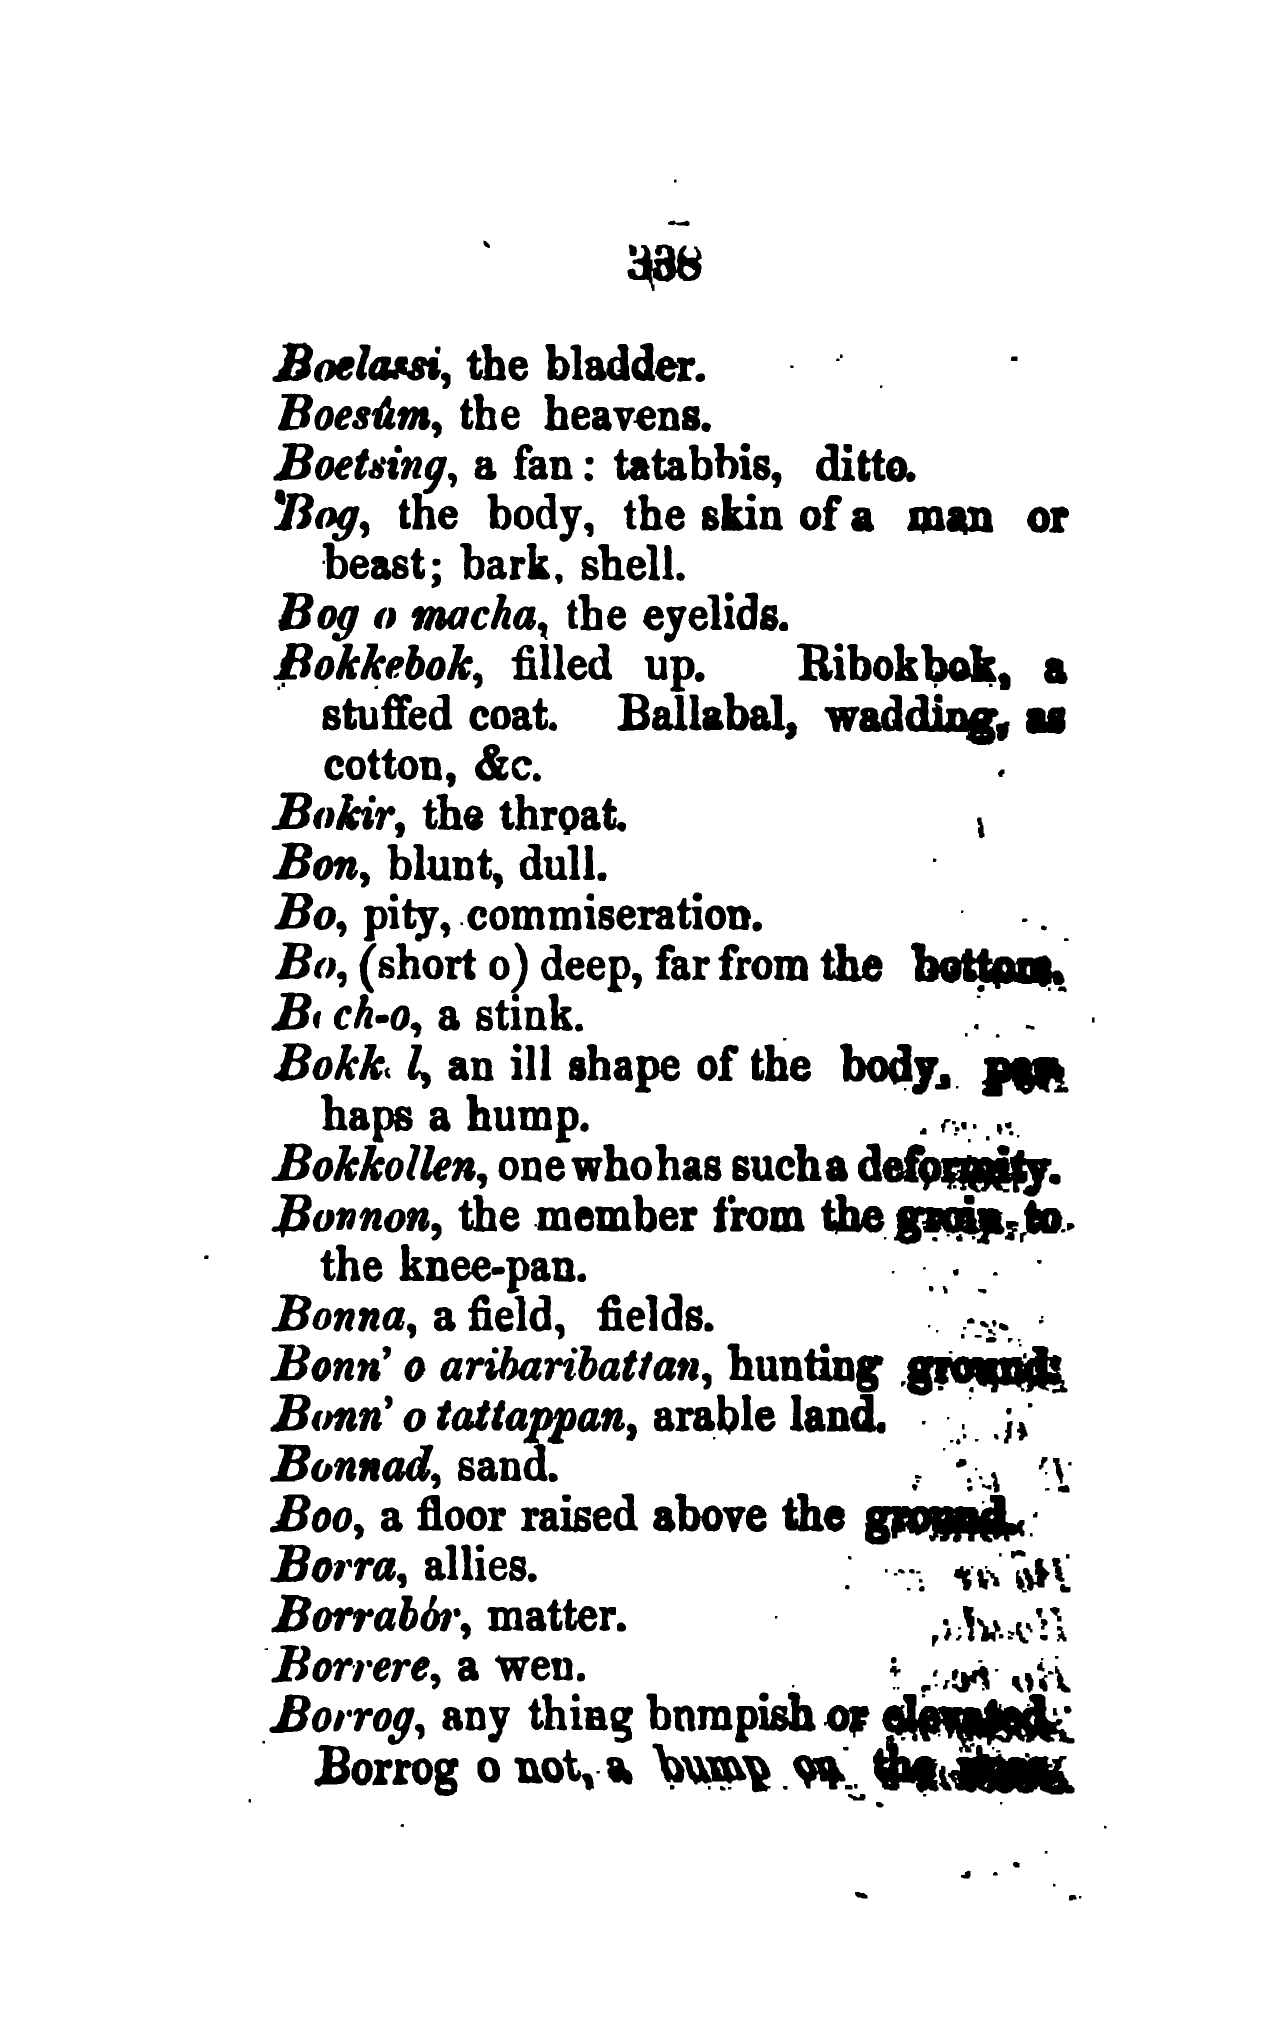 338
Boelassi, the bladder.
Boesûm, the heavens.
Boetsing, a fan : tatabbis, ditto.
Bog, the body, the skin of a man or
beast; bark, shell.
Bog o macha, the eyelids.
Bokkebok, filled up. Ribokbok, a
stuffed coat. Ballabal, wadding, as
cotton, &c.
Bokir, the throat.
Bon, blunt, dull.
Bo, pity, commiseration.
Bo, (short o) deep, far from the bottom.
ch-o, a stink.
an ill shape of the body, per-
haps a hump.
Bokkollen, one who has such a deformity.
Bonnon, the member from the groin to
the knee-pan.
Bonna, a field, fields.
Bonn' o aribaribattan, hunting ground:
Bonn' o tattappan, arable land.
Bonnad, sand.
Boo, a floor raised above the ground.
Borra, allies.
Borrabór, matter.
Borrere, a wen.
Borrog, any thing bnmpish or elevated.
Borrog o not, a bump on the